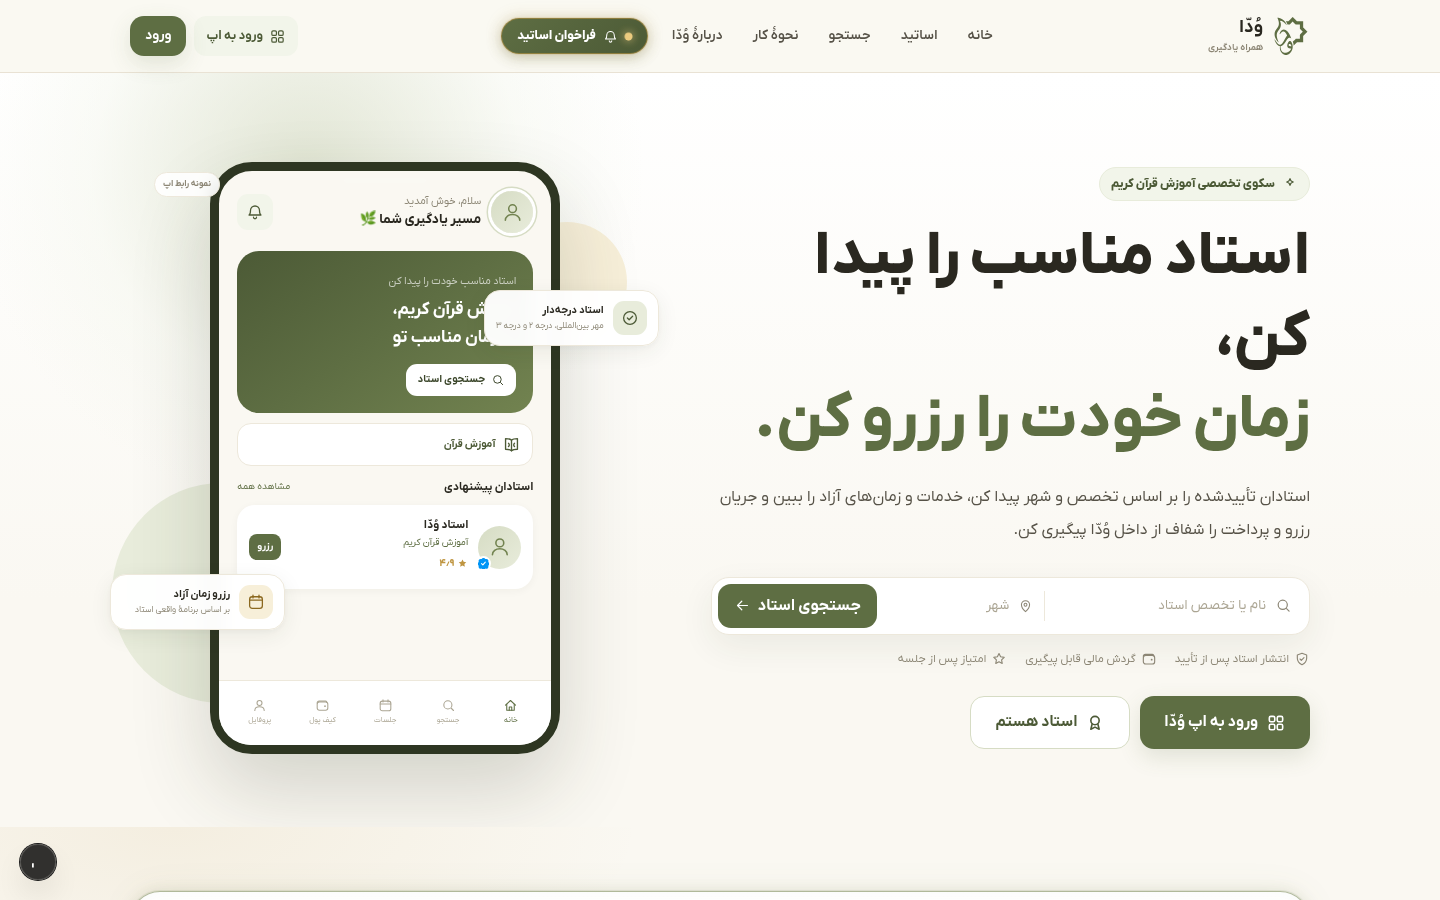 وُدّا
همراه یادگیری
خانه
اساتید
جستجو
نحوهٔ کار
دربارهٔ وُدّا
فراخوان اساتید
ورود به اپ
ورود
سکوی تخصصی آموزش قرآن کریم
استاد مناسب را پیدا
کن،
زمان خودت را رزرو کن.
استادان تأییدشده را بر اساس تخصص و شهر پیدا کن، خدمات و زمان‌های آزاد را ببین و جریان
رزرو و پرداخت را شفاف از داخل وُدّا پیگیری کن.
نام یا تخصص استاد
شهر
جستجوی استاد
انتشار استاد پس از تأیید
گردش مالی قابل پیگیری
امتیاز پس از جلسه
ورود به اپ وُدّا
استاد هستم
نمونه رابط اپ
سلام، خوش آمدید
مسیر یادگیری شما 🌿
استاد مناسب خودت را پیدا کن
قرآن کریم،
مناسب تو
جستجوی استاد
استاد درجه‌دار
مهر بین‌المللی، درجه ۲ و درجه ۳
آموزش قرآن
استادان پیشنهادی
مشاهده همه
استاد وُدّا
آموزش قرآن کریم
۴٫۹
رزرو
رزرو زمان آزاد
بر اساس برنامهٔ واقعی استاد
خانه
جستجو
جلسات
کیف پول
پروفایل